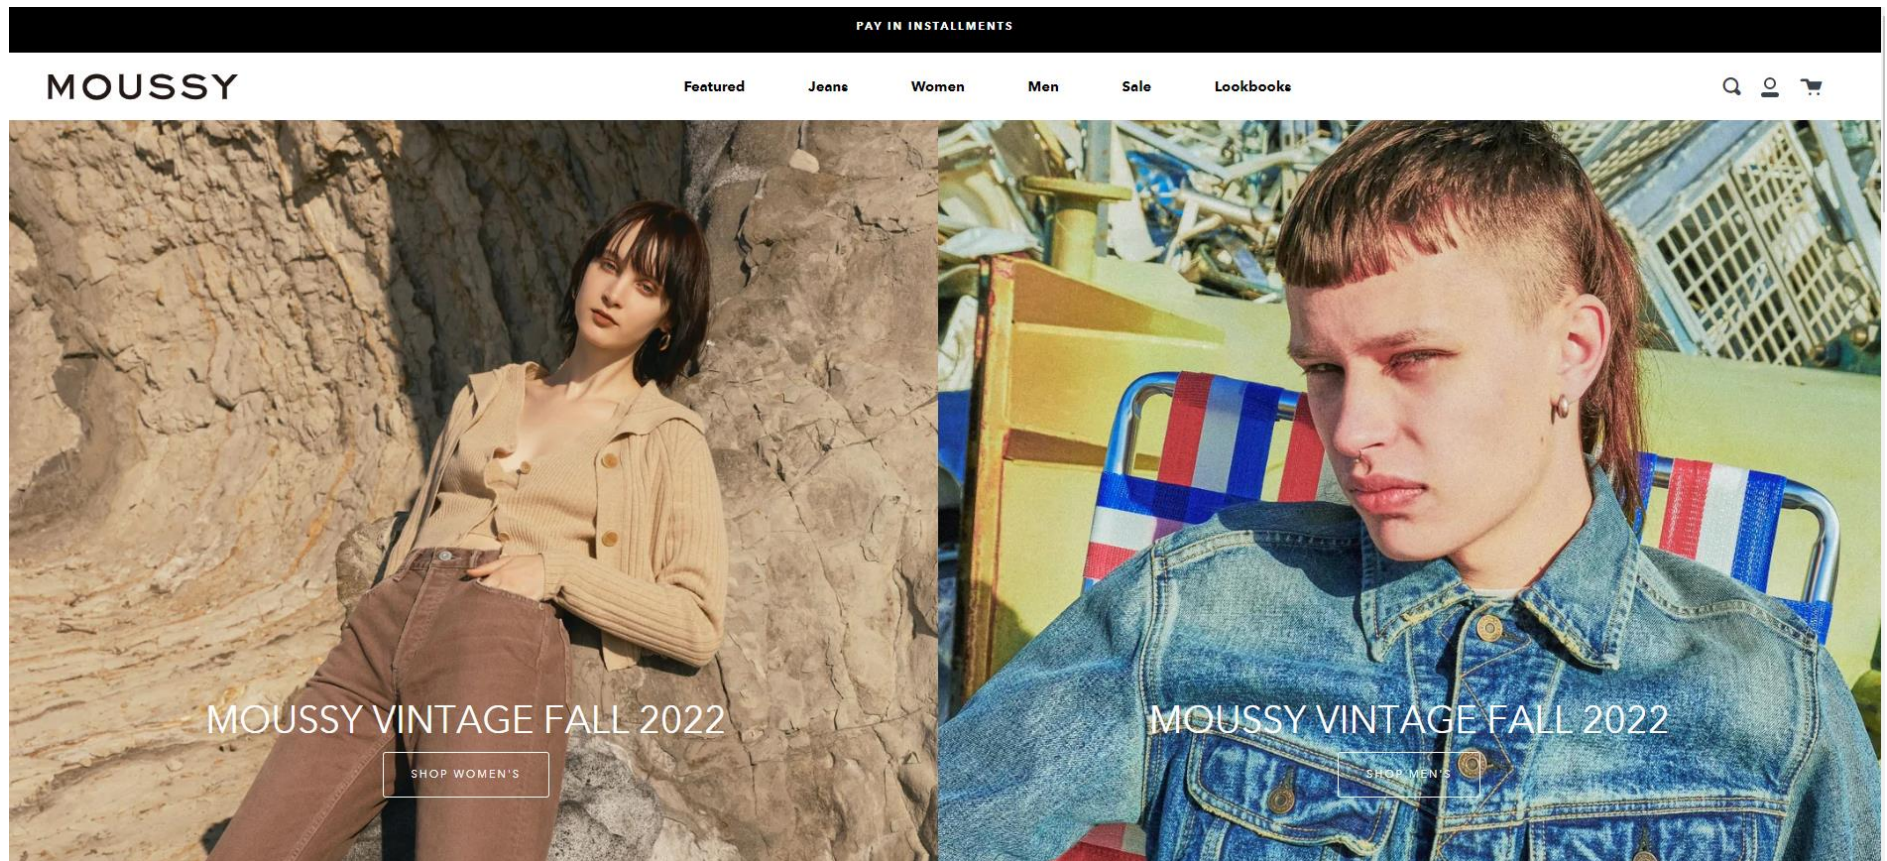 PAY IN INSTALLMENTS
MOUSSY
Featured Jeans Women Men Sale Lookbooks
MOUSSY VINTAGE FALL 2022
SHOP WOMEN'S
MOUSSY VINTAGE FALL 2022
SHOP MEN'S